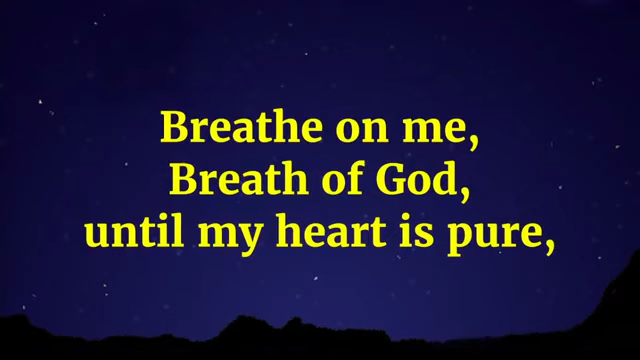 Breathe on me,
Breath of God,
until my heart is pure,